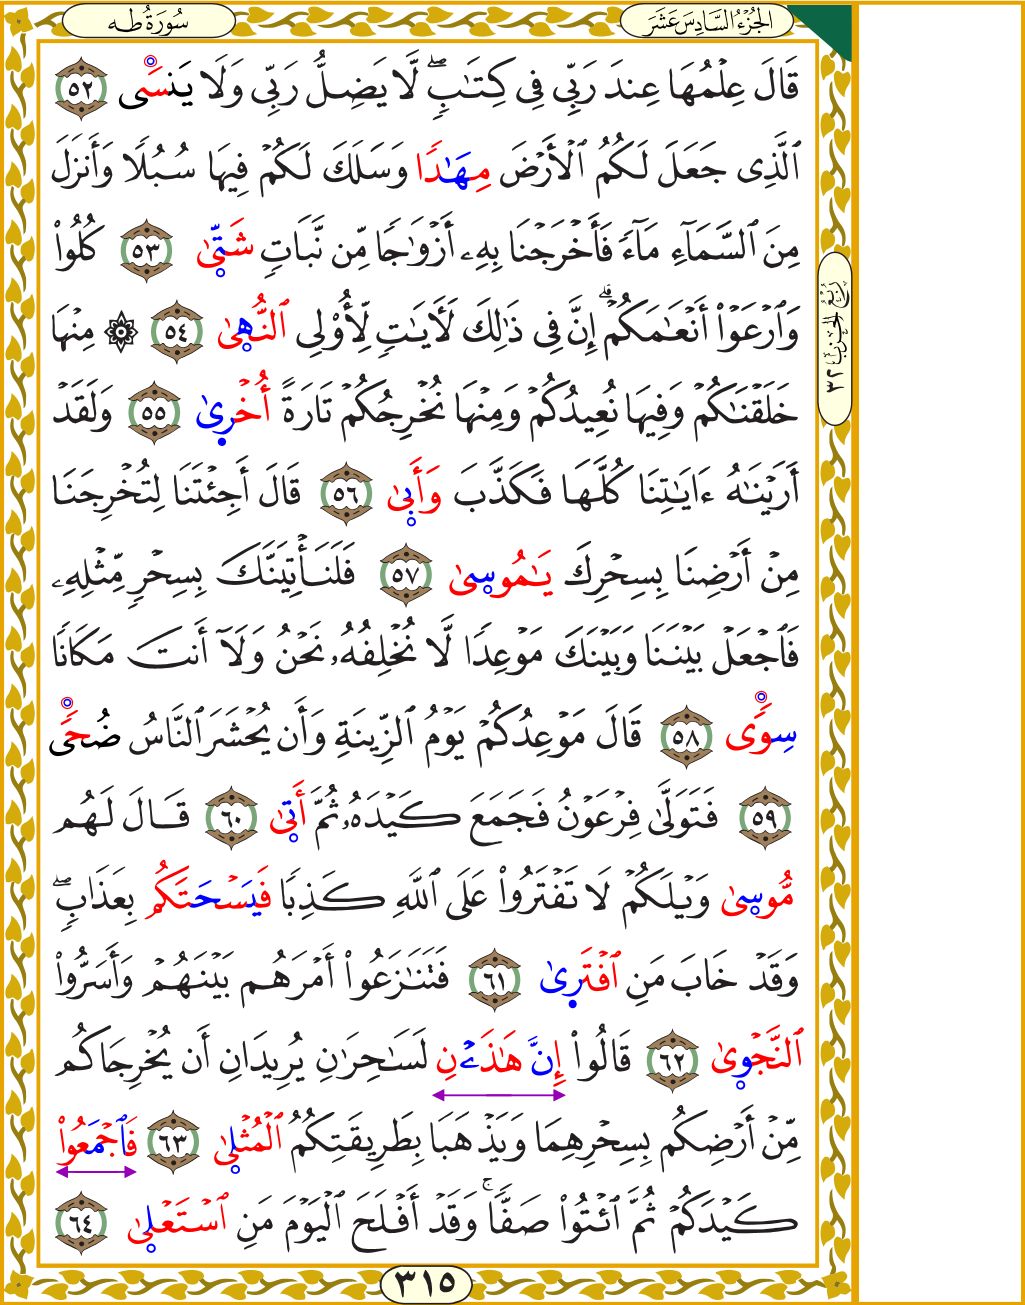 سُورَةُ طه
الجُزْءُ السَّادِسَ عَشَرَ
قَالَ عِلْمُهَا عِندَ رَبِّى فِى كِتَـٰبٍۢ ۖ لَّا يَضِلُّ رَبِّى وَلَا يَنسَى ٥٢
ٱلَّذِى جَعَلَ لَكُمُ ٱلْأَرْضَ مِهَـٰدًا وَسَلَكَ لَكُمْ فِيهَا سُبُلًا وَأَنزَلَ
مِنَ ٱلسَّمَآءِ مَآءً فَأَخْرَجْنَا بِهِۦٓ أَزْوَٰجًا مِّن نَّبَاتٍ شَتَّىٰ ٥٣ كُلُوا۟
وَٱرْعَوْا۟ أَنْعَـٰمَكُمْ ۗ إِنَّ فِى ذَٰلِكَ لَـَٔايَـٰتٍ لِّأُو۟لِى ٱلنُّهَىٰ ٥٤ ۞ مِنْهَا
خَلَقْنَـٰكُمْ وَفِيهَا نُعِيدُكُمْ وَمِنْهَا نُخْرِجُكُمْ تَارَةً أُخْرِىٰ ٥٥ وَلَقَدْ
أَرَيْنَـٰهُ ءَايَـٰتِنَا كُلَّهَا فَكَذَّبَ وَأَبَىٰ ٥٦ قَالَ أَجِئْتَنَا لِتُخْرِجَنَا
مِنْ أَرْضِنَا بِسِحْرِكَ يَـٰمُوسَىٰ ٥٧ فَلَنَأْتِيَنَّكَ بِسِحْرٍ مِّثْلِهِۦ
فَٱجْعَلْ بَيْنَنَا وَبَيْنَكَ مَوْعِدًا لَّا نُخْلِفُهُۥ نَحْنُ وَلَآ أَنتَ مَكَانًا
سِوًى ٥٨ قَالَ مَوْعِدُكُمْ يَوْمُ ٱلزِّينَةِ وَأَن يُحْشَرَ ٱلنَّاسُ ضُحًى
٥٩ فَتَوَلَّىٰ فِرْعَوْنُ فَجَمَعَ كَيْدَهُۥ ثُمَّ أَتَىٰ ٦٠ قَالَ لَهُم
مُّوسَىٰ وَيْلَكُمْ لَا تَفْتَرُوا۟ عَلَى ٱللَّهِ كَذِبًا فَيَسْحَتَكُم بِعَذَابٍ ۖ
وَقَدْ خَابَ مَنِ ٱفْتَرِىٰ ٦١ فَتَنَـٰزَعُوٓا۟ أَمْرَهُم بَيْنَهُمْ وَأَسَرُّوا۟
ٱلنَّجْوَىٰ ٦٢ قَالُوٓا۟ إِنَّ هَـٰذَيْنِ لَسَـٰحِرَٰنِ يُرِيدَانِ أَن يُخْرِجَاكُم
مِّنْ أَرْضِكُم بِسِحْرِهِمَا وَيَذْهَبَا بِطَرِيقَتِكُمُ ٱلْمُثْلَىٰ ٦٣ فَٱجْمَعُوا۟
كَيْدَكُمْ ثُمَّ ٱئْتُوا۟ صَفًّا ۚ وَقَدْ أَفْلَحَ ٱلْيَوْمَ مَنِ ٱسْتَعْلَىٰ ٦٤
رُبْعُ الحِزْبِ ٣٢
٣١٥